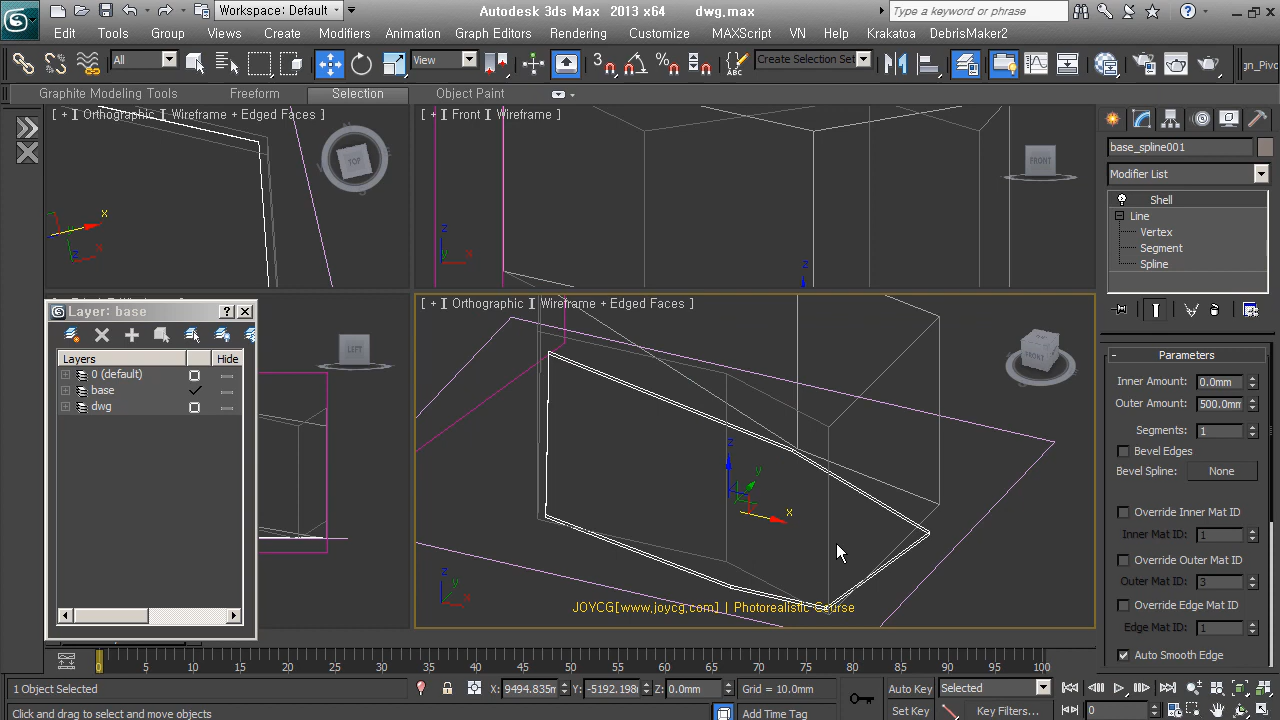 Workspace: Default
Autodesk 3ds Max 2013 x64 dwg.max
Type a keyword or phrase
Edit Tools Group Views Create Modifiers Animation Graph Editors Rendering Customize MAXScript VN Help Krakatoa DebrisMaker2
All View Create Selection Set gn_Pivo
Graphite Modeling Tools Freeform Selection Object Paint
[ + ] Orthographic ] Wireframe + Edged Faces ]
TOP
[ + ] Front ] Wireframe ]
FRONT
base_spline001
Modifier List
Shell
Line
Vertex
Segment
Spline
Layer: base
Layers Hide
0 (default)
base
dwg
LEFT
[ + ] Orthographic ] Wireframe + Edged Faces ]
FRONT
JOYCG[www.joycg.com] | Photorealistic Course
Parameters
Inner Amount: 0.0mm
Outer Amount: 500.0mm
Segments: 1
Bevel Edges
Bevel Spline: None
Override Inner Mat ID
Inner Mat ID: 1
Override Outer Mat ID
Outer Mat ID: 3
Override Edge Mat ID
Edge Mat ID: 1
Auto Smooth Edge
0 5 10 15 20 25 30 35 40 45 50 55 60 65 70 75 80 85 90 95 100
1 Object Selected X: 9494.835m Y: -5192.198 Z: 0.0mm Grid = 10.0mm Auto Key Selected
Click and drag to select and move objects Add Time Tag Set Key Key Filters... 0